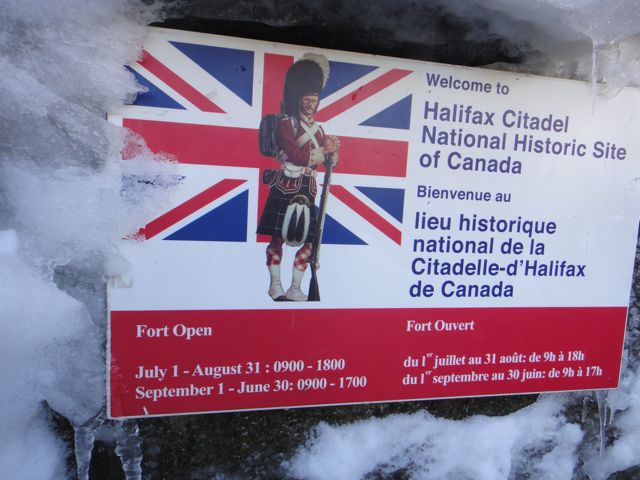 Welcome to
Halifax Citadel
National Historic Site
of Canada
Bienvenue au
lieu historique
national de la
Citadelle-d'Halifax
de Canada
Fort Open
July 1 - August 31 : 0900 - 1800
September 1 - June 30: 0900 - 1700
Fort Ouvert
du 1er juillet au 31 août: de 9h à 18h
du 1er septembre au 30 juin: de 9h à 17h